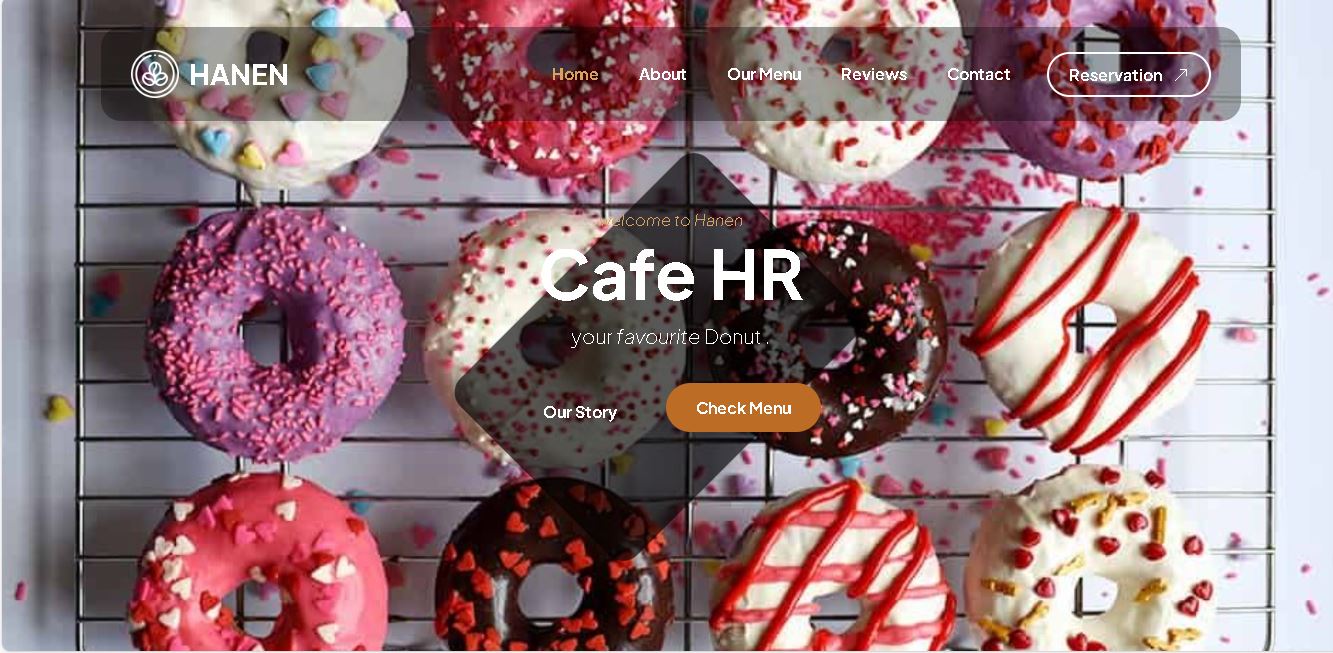 HANEN
Home About Our Menu Reviews Contact Reservation
welcome to Hanen
Cafe HR
your favourite Donut .
Our Story Check Menu